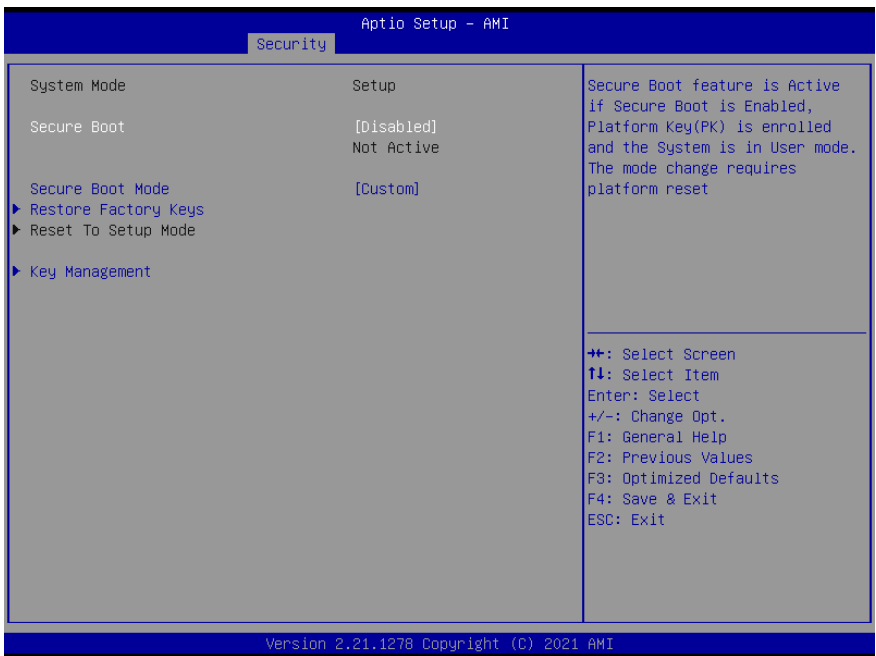 Aptio Setup – AMI
Security
System Mode Setup
Secure Boot [Disabled]
Not Active
Secure Boot Mode [Custom]
Restore Factory Keys
Reset To Setup Mode
Key Management
Secure Boot feature is Active
if Secure Boot is Enabled,
Platform Key(PK) is enrolled
and the System is in User mode.
The mode change requires
platform reset
→←: Select Screen
↑↓: Select Item
Enter: Select
+/-: Change Opt.
F1: General Help
F2: Previous Values
F3: Optimized Defaults
F4: Save & Exit
ESC: Exit
Version 2.21.1278 Copyright (C) 2021 AMI